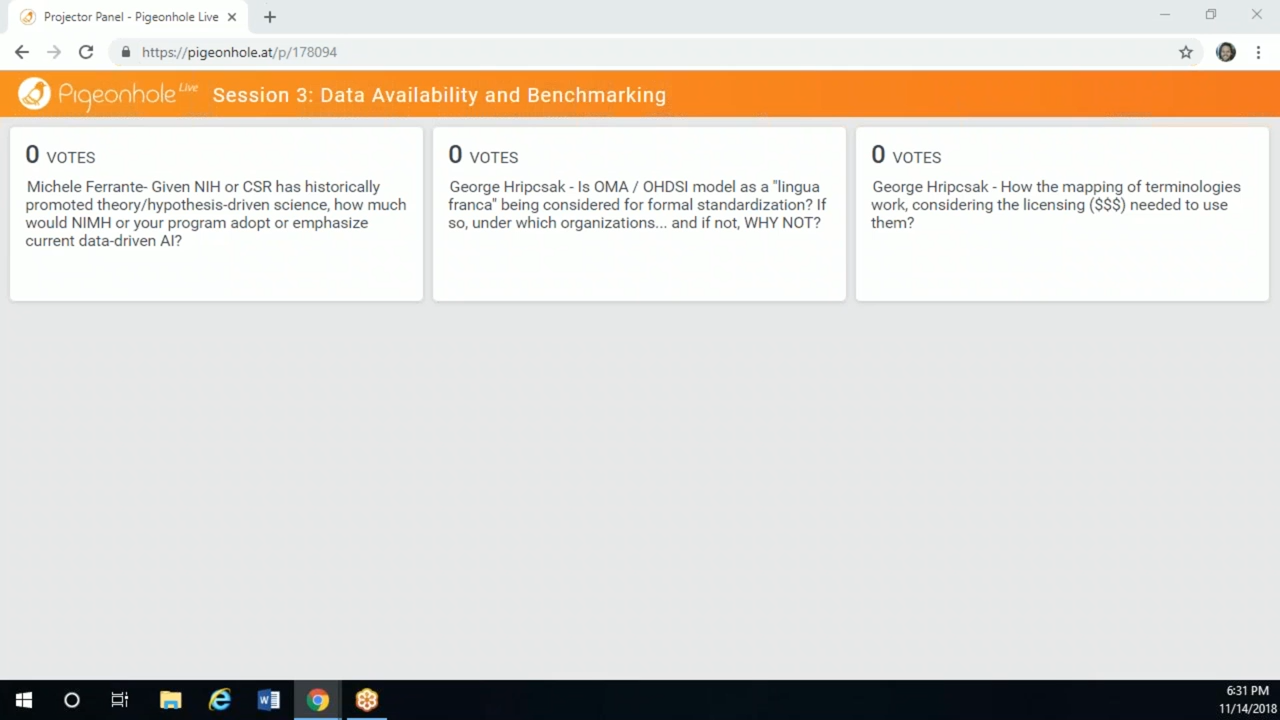 Projector Panel - Pigeonhole Live
https://pigeonhole.at/p/178094
Pigeonhole Live Session 3: Data Availability and Benchmarking
0 VOTES
Michele Ferrante- Given NIH or CSR has historically
promoted theory/hypothesis-driven science, how much
would NIMH or your program adopt or emphasize
current data-driven AI?
0 VOTES
George Hripcsak - Is OMA / OHDSI model as a "lingua
franca" being considered for formal standardization? If
so, under which organizations... and if not, WHY NOT?
0 VOTES
George Hripcsak - How the mapping of terminologies
work, considering the licensing ($$$) needed to use
them?
6:31 PM
11/14/2018